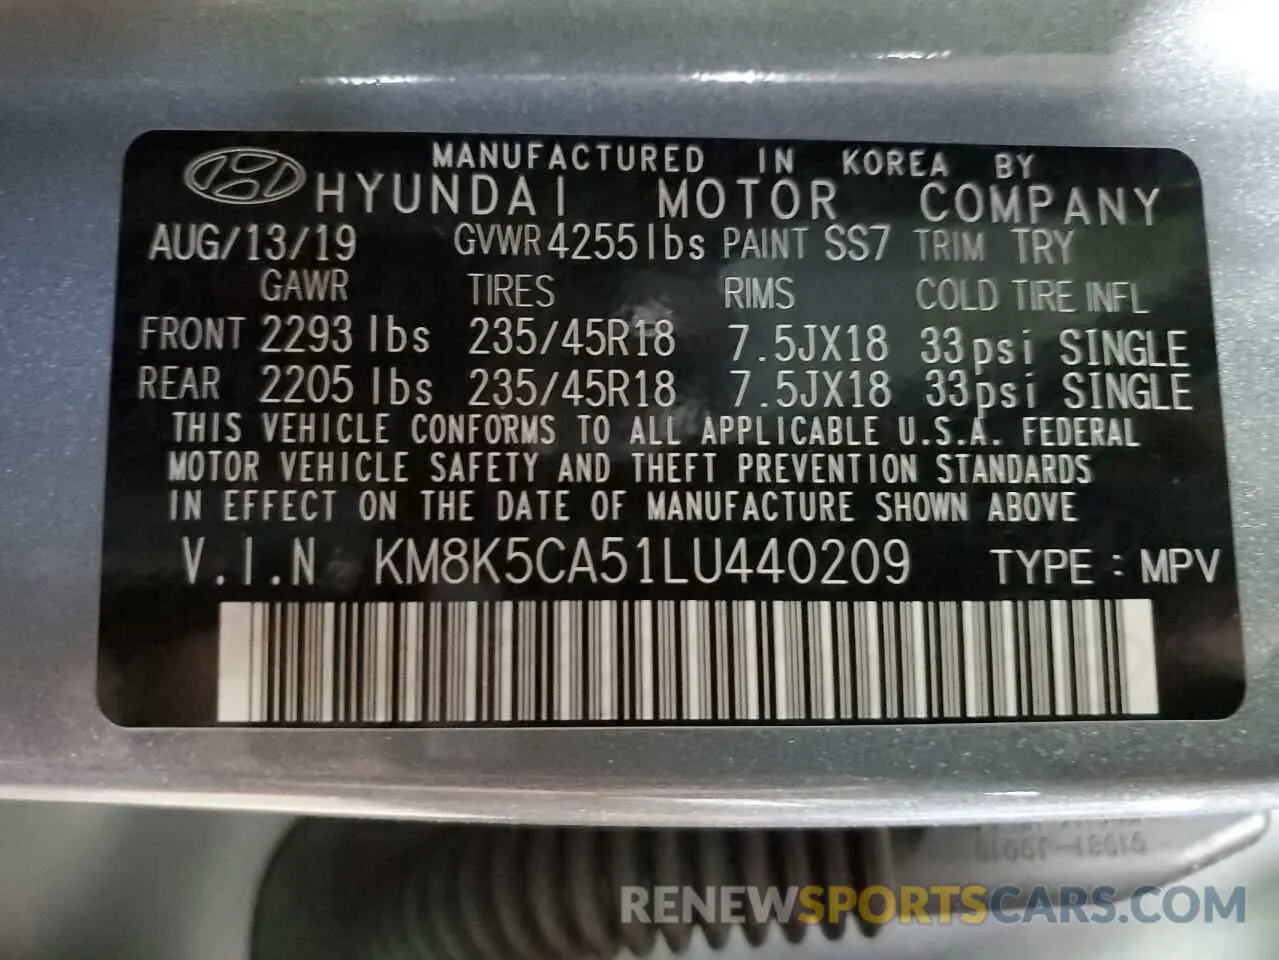 MANUFACTURED IN KOREA BY
HYUNDAI MOTOR COMPANY
AUG/13/19 GVWR 4255lbs PAINT SS7 TRIM TRY
GAWR TIRES RIMS COLD TIRE INFL
FRONT 2293 lbs 235/45R18 7.5JX18 33psi SINGLE
REAR 2205 lbs 235/45R18 7.5JX18 33psi SINGLE
THIS VEHICLE CONFORMS TO ALL APPLICABLE U.S.A. FEDERAL
MOTOR VEHICLE SAFETY AND THEFT PREVENTION STANDARDS
IN EFFECT ON THE DATE OF MANUFACTURE SHOWN ABOVE
V.I.N KM8K5CA51LU440209 TYPE : MPV
RENEWSPORTSCARS.COM